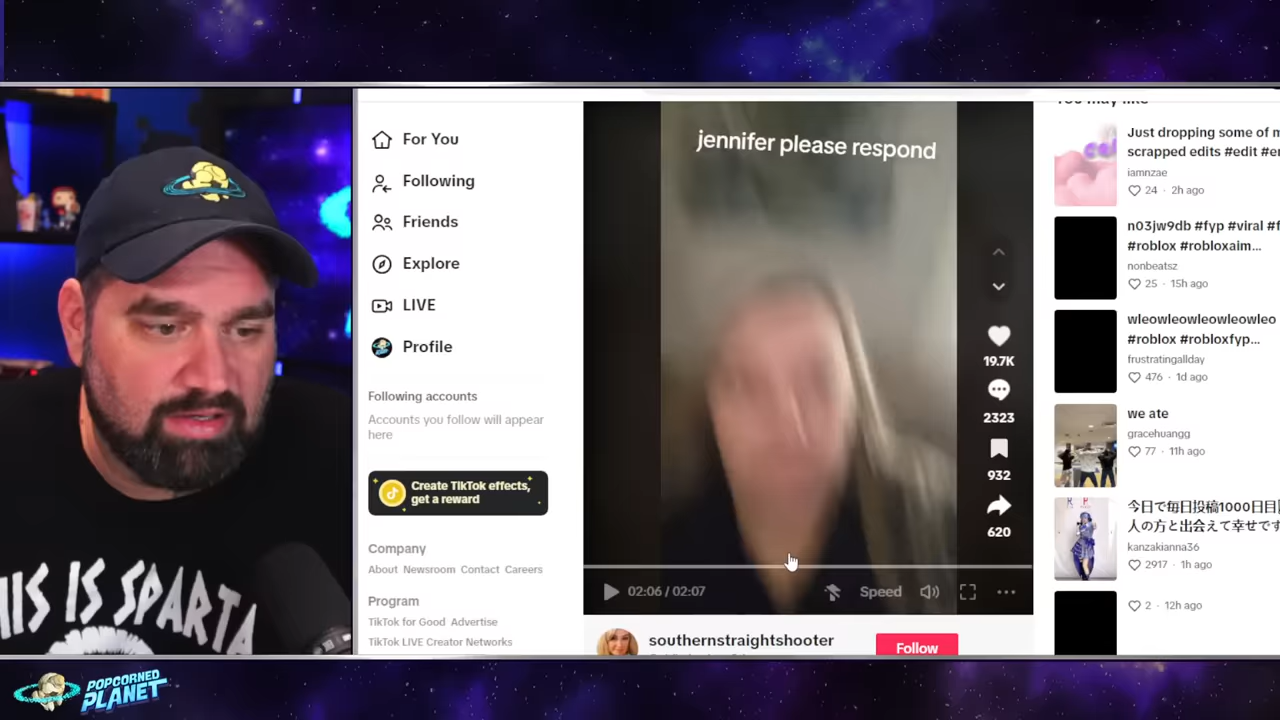 For You
Following
Friends
Explore
LIVE
Profile
Following accounts
Accounts you follow will appear
here
Create TikTok effects,
get a reward
Company
About Newsroom Contact Careers
Program
TikTok for Good Advertise
TikTok LIVE Creator Networks
jennifer please respond
19.7K
2323
932
620
02:06 / 02:07
Speed
southernstraightshooter
Follow
You may like
Just dropping some of
scrapped edits #edit
iamnzae
24 · 2h ago
n03jw9db #fyp #viral
#roblox #robloxaim...
nonbeatsz
25 · 15h ago
wleowleowleowleowleo
#roblox #robloxfyp...
frustratingallday
476 · 1d ago
we ate
gracehuangg
77 · 11h ago
今日で毎日投稿1000日目
人の方と出会えて幸せです
kanzakianna36
2917 · 1h ago
2 · 12h ago
THIS IS SPARTA
POPCORNED
PLANET